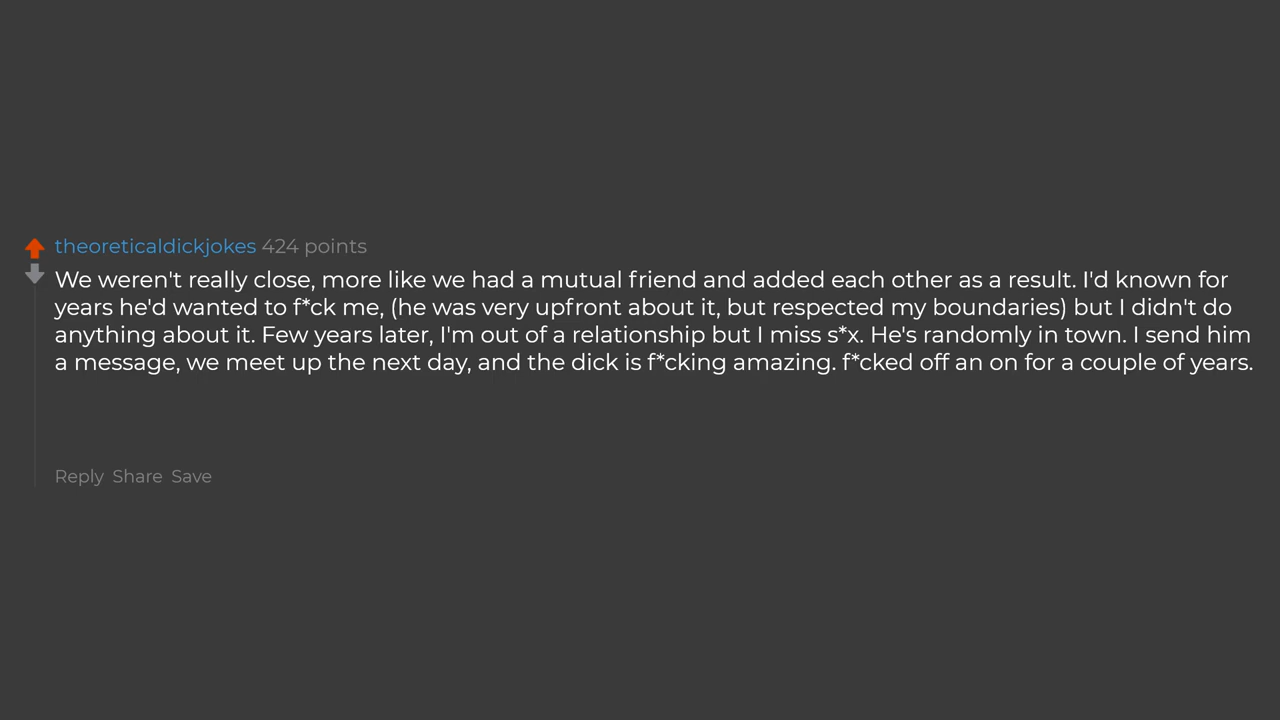 theoreticaldickjokes 424 points
We weren't really close, more like we had a mutual friend and added each other as a result. I'd known for
years he'd wanted to f*ck me, (he was very upfront about it, but respected my boundaries) but I didn't do
anything about it. Few years later, I'm out of a relationship but I miss s*x. He's randomly in town. I send him
a message, we meet up the next day, and the dick is f*cking amazing. f*cked off an on for a couple of years.
Reply Share Save